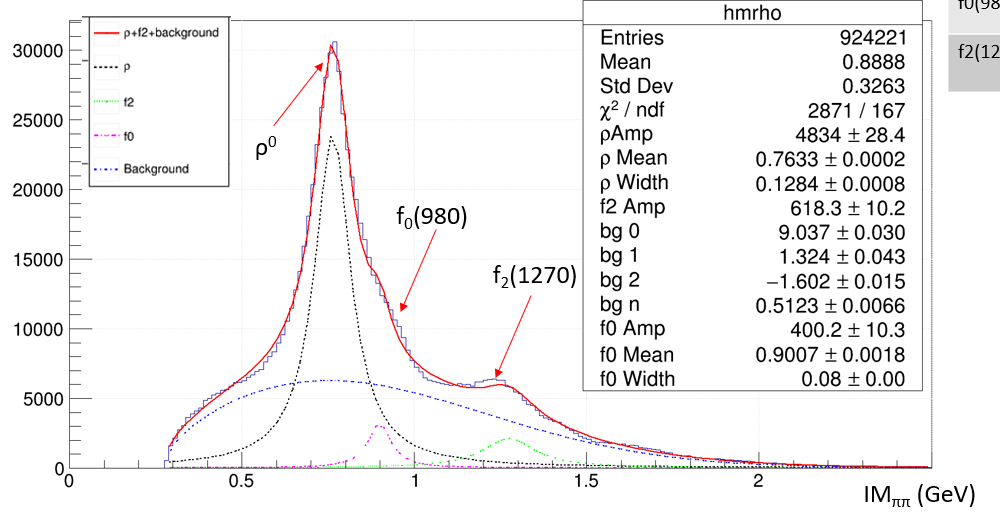 hmrho
Entries 924221
Mean 0.8888
Std Dev 0.3263
χ² / ndf 2871 / 167
ρAmp 4834 ± 28.4
ρ Mean 0.7633 ± 0.0002
ρ Width 0.1284 ± 0.0008
f2 Amp 618.3 ± 10.2
bg 0 9.037 ± 0.030
bg 1 1.324 ± 0.043
bg 2 −1.602 ± 0.015
bg n 0.5123 ± 0.0066
f0 Amp 400.2 ± 10.3
f0 Mean 0.9007 ± 0.0018
f0 Width 0.08 ± 0.00
f0(98
f2(12
ρ+f2+background
ρ
f2
f0
Background
ρ⁰
f₀(980)
f₂(1270)
30000
25000
20000
15000
10000
5000
0
0 0.5 1 1.5 2
IMππ (GeV)